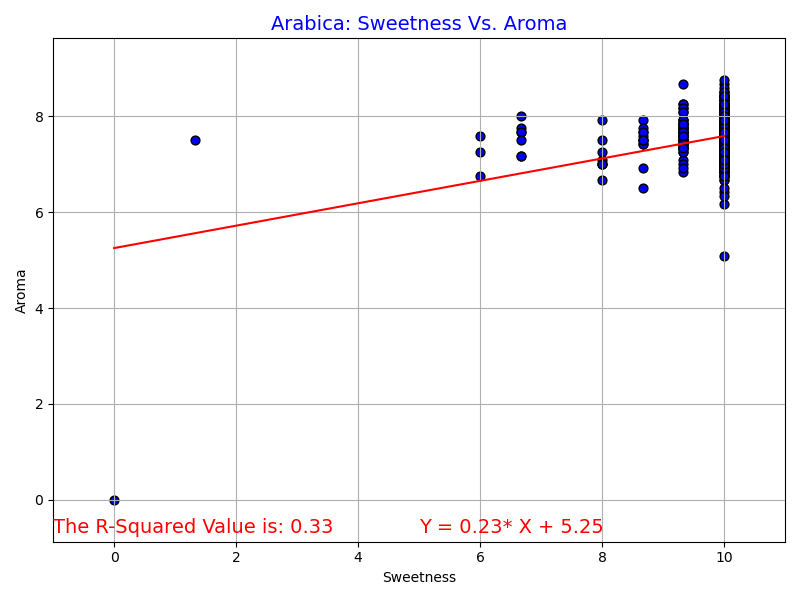 Arabica: Sweetness Vs. Aroma
Aroma
8
6
4
2
0
The R-Squared Value is: 0.33
Y = 0.23* X + 5.25
0 2 4 6 8 10
Sweetness